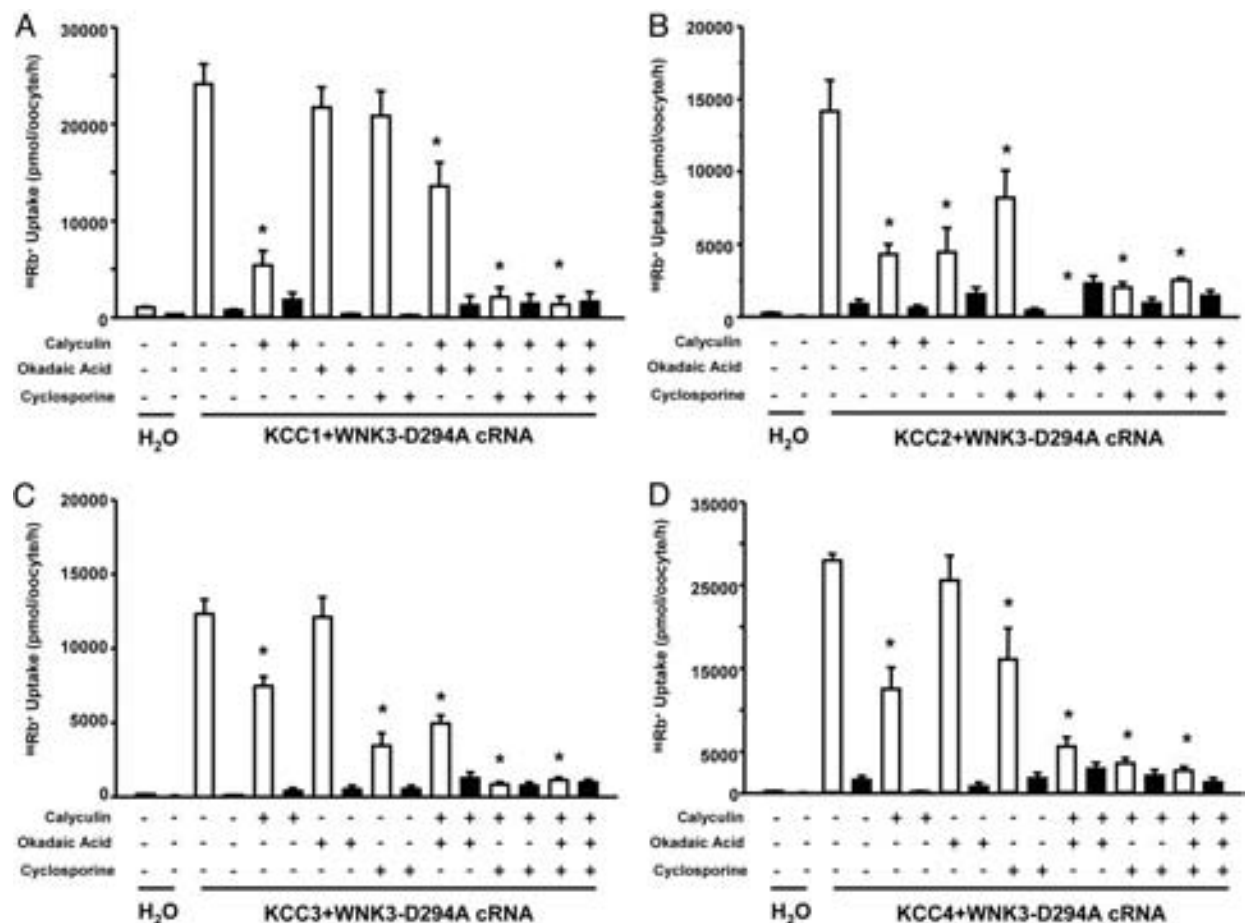 A
30000
20000
10000
0
⁸⁶Rb⁺ Uptake (pmol/oocyte/h)
* * * *
Calyculin - - - - + + - - - - + + + + + +
Okadaic Acid - - - - - - + + - - + + - - + +
Cyclosporine - - - - - - - - + + - - + + + +
H₂O
KCC1+WNK3-D294A cRNA
B
20000
15000
10000
5000
0
⁸⁶Rb⁺ Uptake (pmol/oocyte/h)
* * * * * *
Calyculin - - - - + + - - - - + + + + + +
Okadaic Acid - - - - - - + + - - + + - - + +
Cyclosporine - - - - - - - - + + - - + + + +
H₂O
KCC2+WNK3-D294A cRNA
C
20000
15000
10000
5000
0
⁸⁶Rb⁺ Uptake (pmol/oocyte/h)
* * * * *
Calyculin - - - - + + - - - - + + + + + +
Okadaic Acid - - - - - - + + - - + + - - + +
Cyclosporine - - - - - - - - + + - - + + + +
H₂O
KCC3+WNK3-D294A cRNA
D
35000
25000
15000
5000
0
⁸⁶Rb⁺ Uptake (pmol/oocyte/h)
* * * * *
Calyculin - - - - + + - - - - + + + + + +
Okadaic Acid - - - - - - + + - - + + - - + +
Cyclosporine - - - - - - - - + + - - + + + +
H₂O
KCC4+WNK3-D294A cRNA